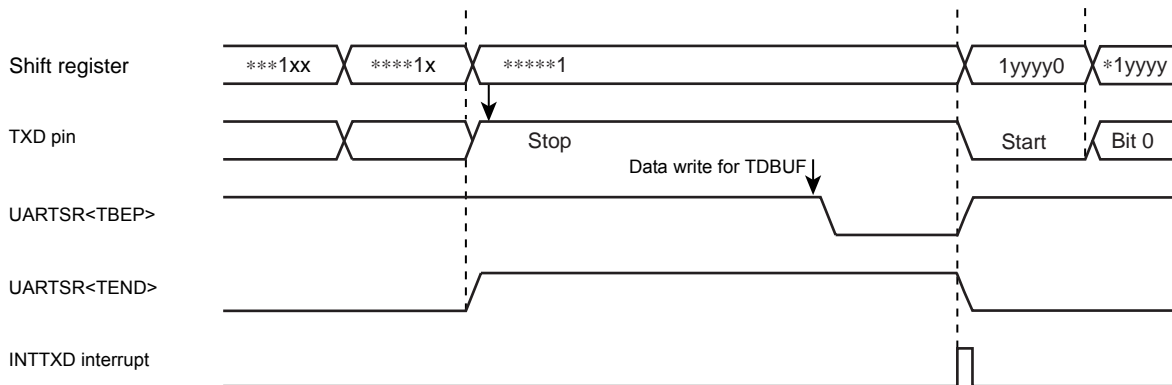 Shift register ***1xx ****1x *****1 1yyyy0 *1yyyy
TXD pin Stop Start Bit 0
Data write for TDBUF
UARTSR<TBEP>
UARTSR<TEND>
INTTXD interrupt